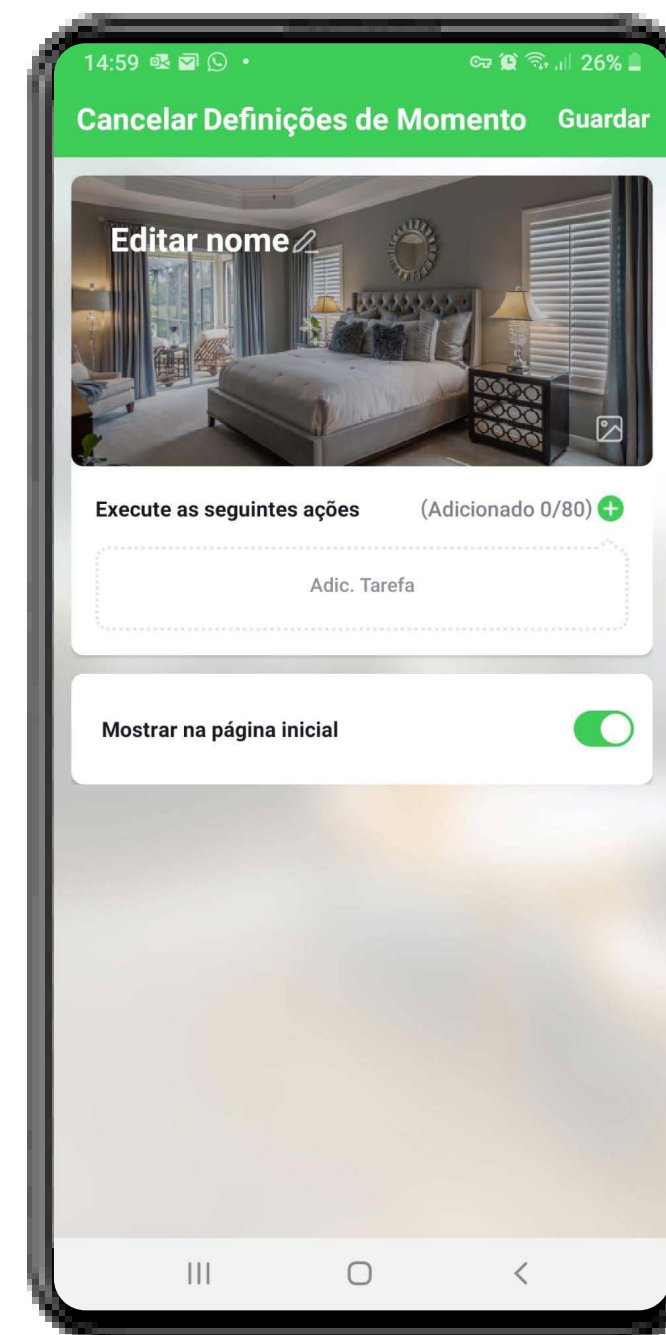 14:59 26%
Cancelar Definições de Momento Guardar
Editar nome
Execute as seguintes ações (Adicionado 0/80)
Adic. Tarefa
Mostrar na página inicial